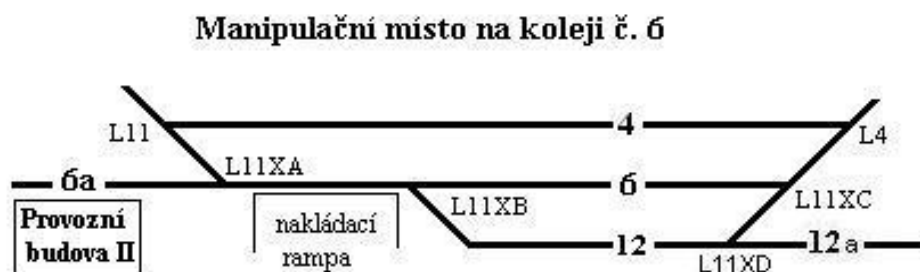 Manipulační místo na koleji č. 6
L11
4
L4
6a
L11XA
6
L11XB
L11XC
Provozní
budova II
nakládací
rampa
12
12a
L11XD